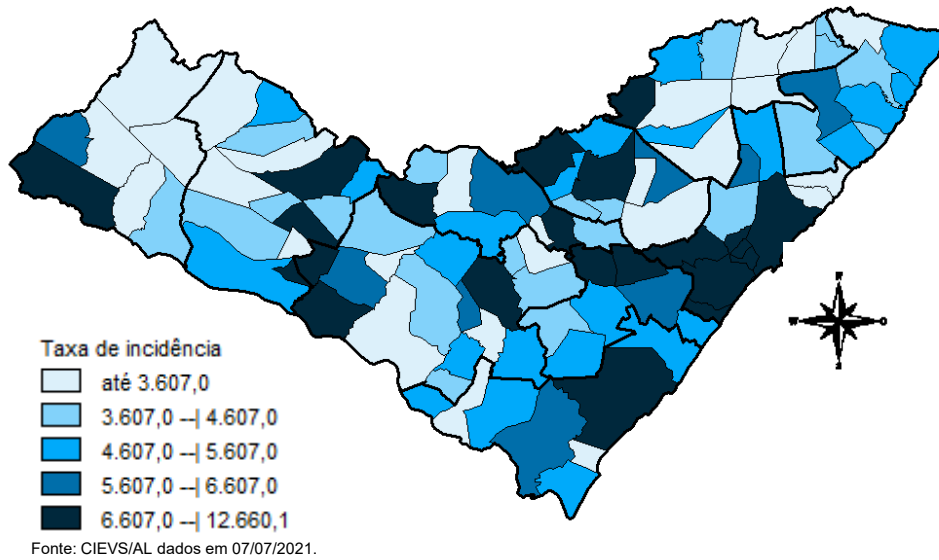 Taxa de incidência
até 3.607,0
3.607,0 --| 4.607,0
4.607,0 --| 5.607,0
5.607,0 --| 6.607,0
6.607,0 --| 12.660,1
Fonte: CIEVS/AL dados em 07/07/2021.